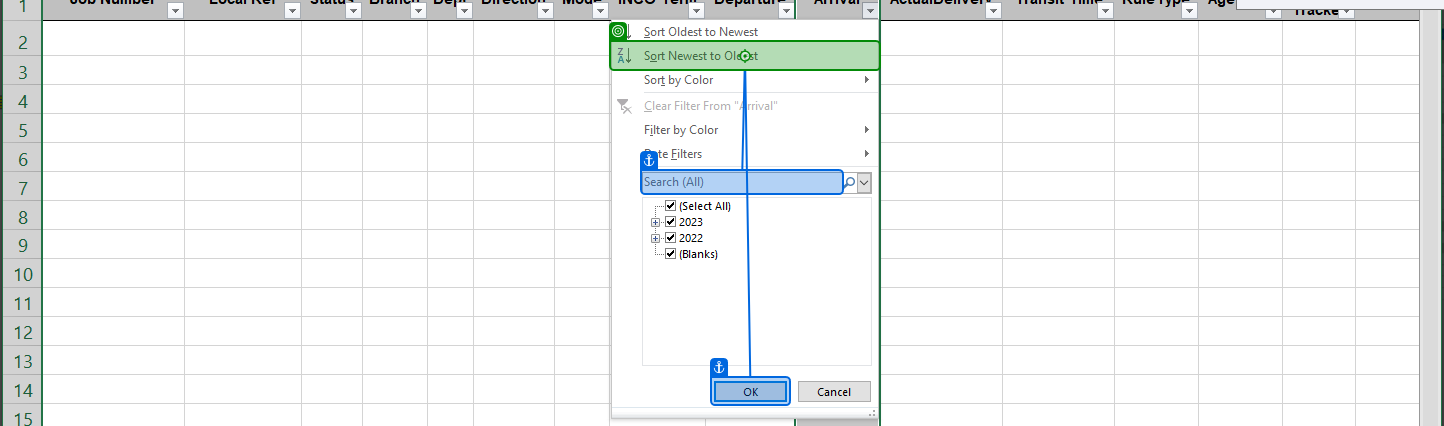 1 Job Number Local Ref Status Branch Dept Direction Mode INCO Term Departure Arrival ActualDelivery Transit Time RuleType Age
Tracke
2
3
4
5
6
7
8
9
10
11
12
13
14
15
Sort Oldest to Newest
Sort Newest to Oldest
Sort by Color
Clear Filter From "Arrival"
Filter by Color
Date Filters
Search (All)
(Select All)
2023
2022
(Blanks)
OK Cancel